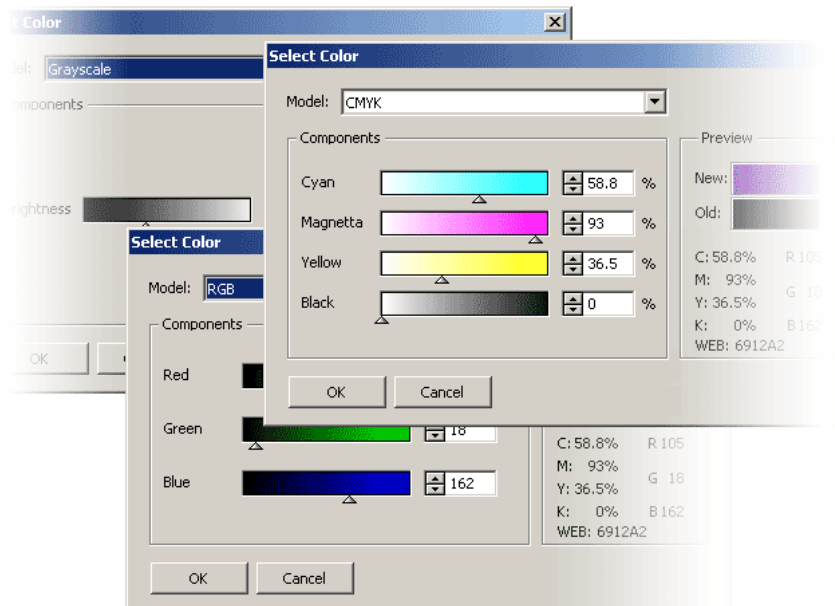 Color
Grayscale
Select Color
Model: CMYK
Components
Cyan 58.8 %
Magnetta 93 %
Yellow 36.5 %
Black 0 %
Preview
New:
Old:
C: 58.8% R 105
M: 93%
G 18
Y: 36.5%
K: 0% B 162
WEB: 6912A2
OK Cancel
OK
Select Color
Model: RGB
Components
Red
Green 18
Blue 162
C: 58.8% R 105
M: 93%
G 18
Y: 36.5%
K: 0% B 162
WEB: 6912A2
OK Cancel